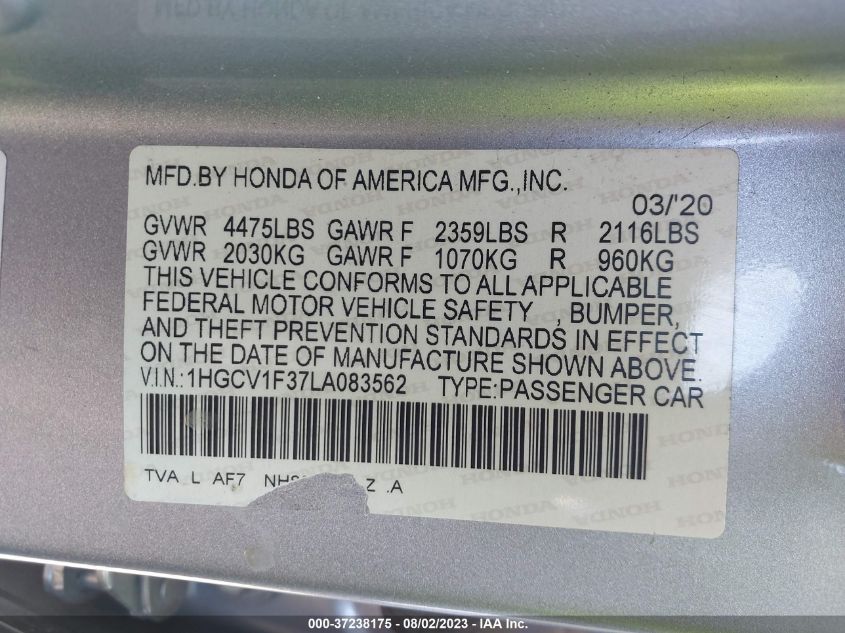 MFD.BY HONDA OF AMERICA MFG.,INC.
03/'20
GVWR 4475LBS GAWR F 2359LBS R 2116LBS
GVWR 2030KG GAWR F 1070KG R 960KG
THIS VEHICLE CONFORMS TO ALL APPLICABLE
FEDERAL MOTOR VEHICLE SAFETY , BUMPER,
AND THEFT PREVENTION STANDARDS IN EFFECT
ON THE DATE OF MANUFACTURE SHOWN ABOVE.
V.I.N.:1HGCV1F37LA083562 TYPE:PASSENGER CAR
TVA L AF7 Z .A
000-37238175 - 08/02/2023 - IAA Inc.